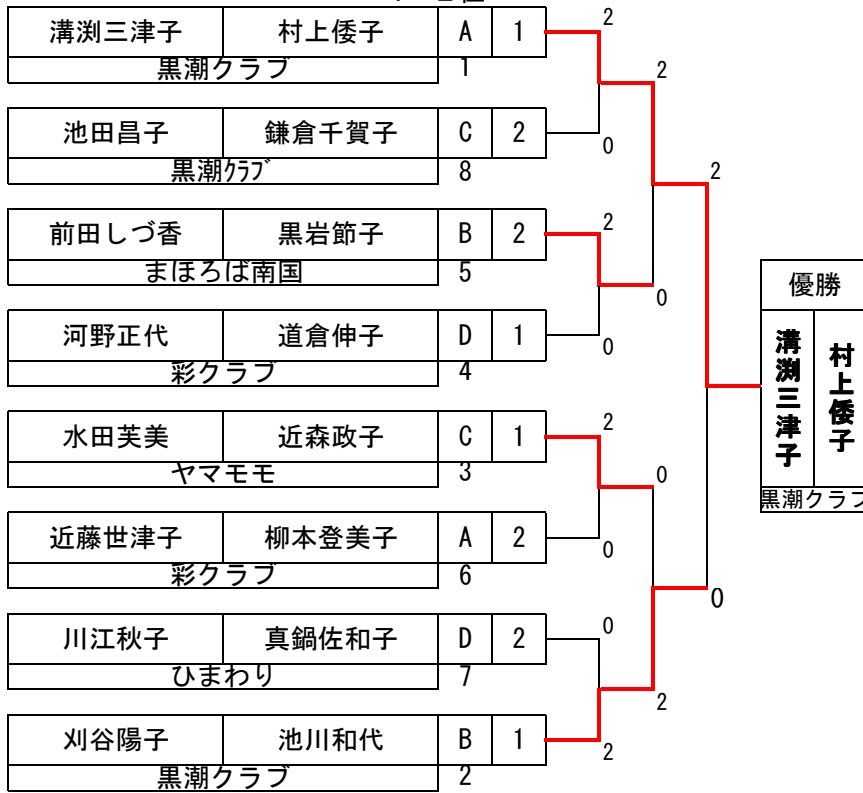 溝渕三津子 村上倭子 A 1
黒潮クラブ 1
2
2
池田昌子 鎌倉千賀子 C 2
黒潮ｸﾗﾌﾞ 8
0
2
前田しづ香 黒岩節子 B 2
まほろば南国 5
2
0
河野正代 道倉伸子 D 1
彩クラブ 4
0
優勝
溝渕三津子
村上倭子
黒潮クラブ
水田芙美 近森政子 C 1
ヤマモモ 3
2
0
近藤世津子 柳本登美子 A 2
彩クラブ 6
0
0
川江秋子 真鍋佐和子 D 2
ひまわり 7
0
2
刈谷陽子 池川和代 B 1
黒潮クラブ 2
2